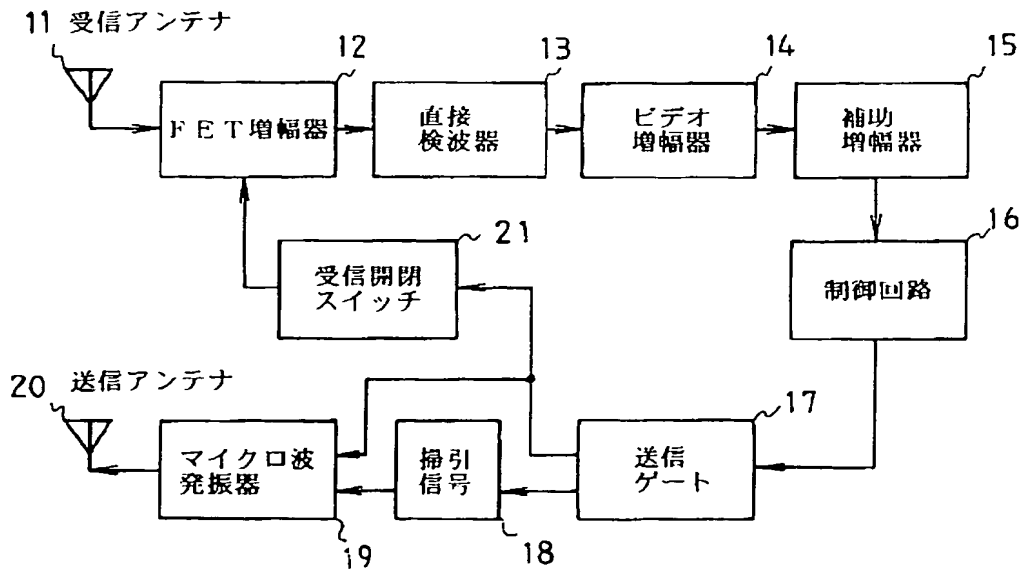 11 受信アンテナ
12
13
14
15
FET増幅器
直接
検波器
ビデオ
増幅器
補助
増幅器
21
16
受信開閉
スイッチ
制御回路
20 送信アンテナ
17
マイクロ波
発振器
掃引
信号
送信
ゲート
19
18